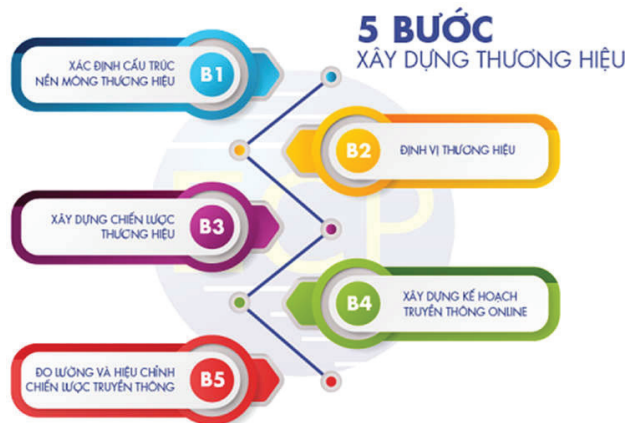 5 BƯỚC
XÂY DỰNG THƯƠNG HIỆU
XÁC ĐỊNH CẤU TRÚC
NỀN MÓNG THƯƠNG HIỆU
B1
B2
ĐỊNH VỊ THƯƠNG HIỆU
XÂY DỰNG CHIẾN LƯỢC
THƯƠNG HIỆU
B3
B4
XÂY DỰNG KẾ HOẠCH
TRUYỀN THÔNG ONLINE
ĐO LƯỜNG VÀ HIỆU CHỈNH
CHIẾN LƯỢC TRUYỀN THÔNG
B5
ECP